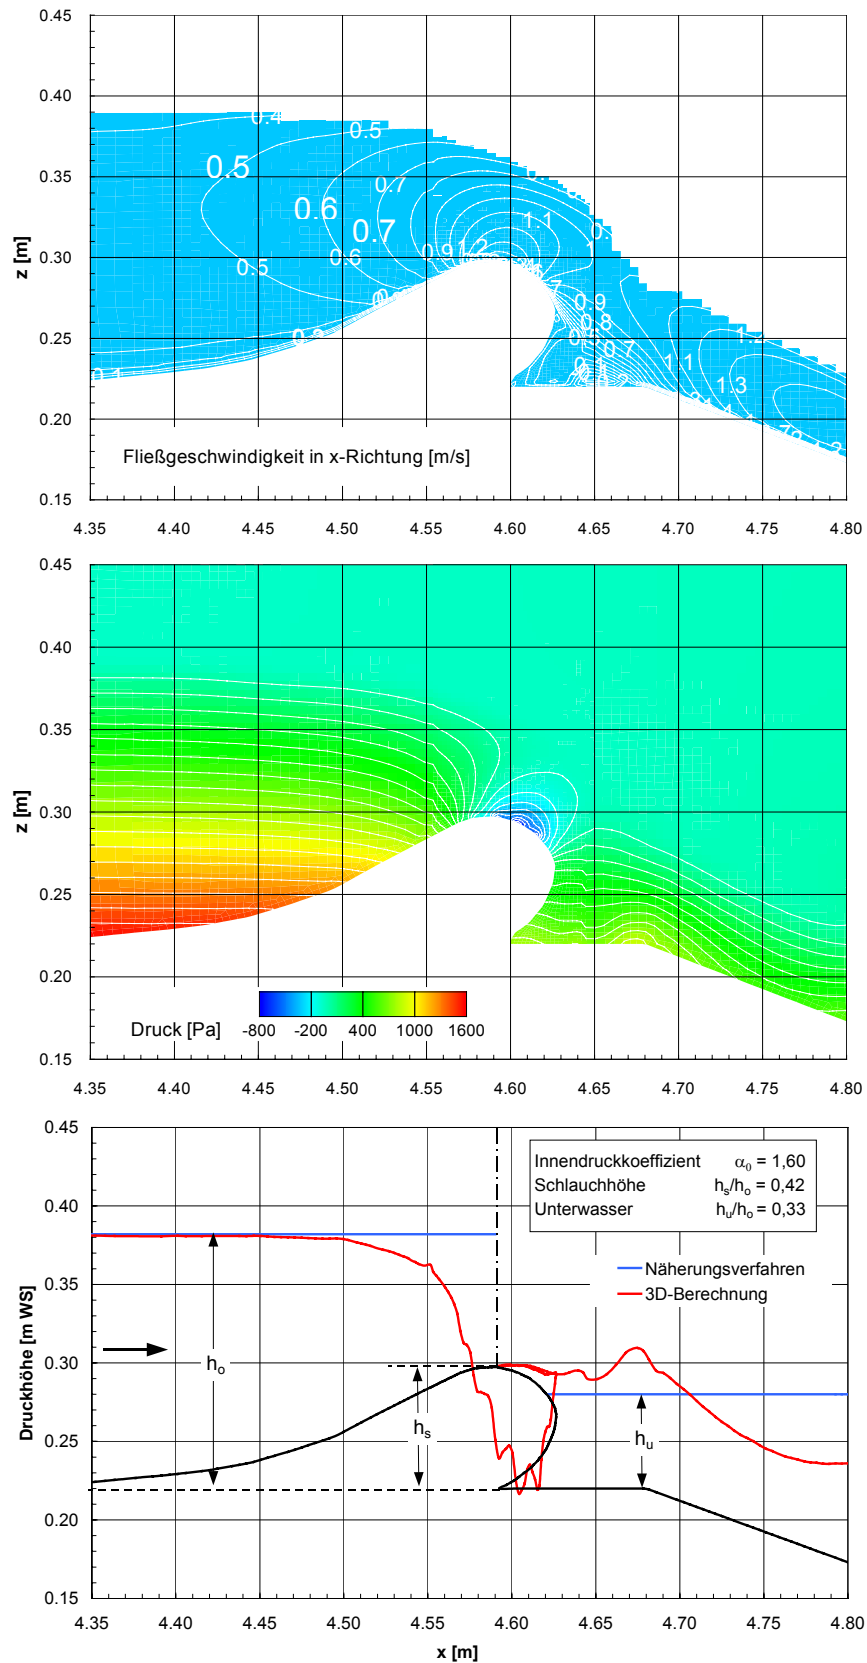 0.45
0.40
0.35
0.30
0.25
0.20
0.15
z [m]
0.4
0.5
0.5
0.7
0.6
0.7
0.6
0.5
0.9
1.2
1.1
0.9
0.8
0.7
1.1
1.2
1.3
0.1
Fließgeschwindigkeit in x-Richtung [m/s]
4.35 4.40 4.45 4.50 4.55 4.60 4.65 4.70 4.75 4.80
0.45
0.40
0.35
0.30
0.25
0.20
0.15
z [m]
Druck [Pa] -800 -200 400 1000 1600
4.35 4.40 4.45 4.50 4.55 4.60 4.65 4.70 4.75 4.80
0.45
0.40
0.35
0.30
0.25
0.20
0.15
Druckhöhe [m WS]
Innendruckkoeffizient α₀ = 1,60
Schlauchhöhe hₛ/hₒ = 0,42
Unterwasser hᵤ/hₒ = 0,33
Näherungsverfahren
3D-Berechnung
hₒ
hₛ
hᵤ
4.35 4.40 4.45 4.50 4.55 4.60 4.65 4.70 4.75 4.80
x [m]